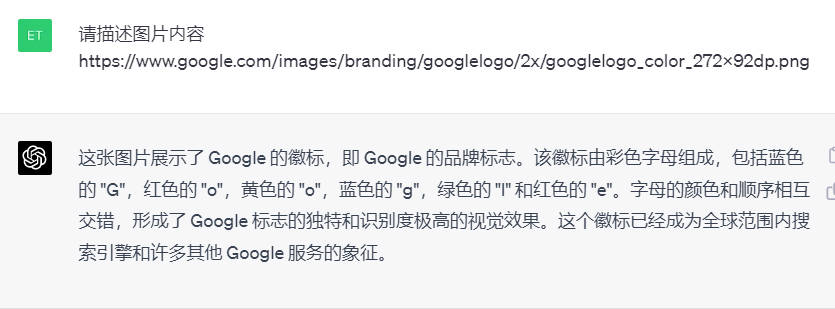 ET
请描述图片内容
https://www.google.com/images/branding/googlelogo/2x/googlelogo_color_272×92dp.png
这张图片展示了 Google 的徽标，即 Google 的品牌标志。该徽标由彩色字母组成，包括蓝色
的 "G"，红色的 "o"，黄色的 "o"，蓝色的 "g"，绿色的 "l" 和红色的 "e"。字母的颜色和顺序相互
交错，形成了 Google 标志的独特和识别度极高的视觉效果。这个徽标已经成为全球范围内搜
索引擎和许多其他 Google 服务的象征。